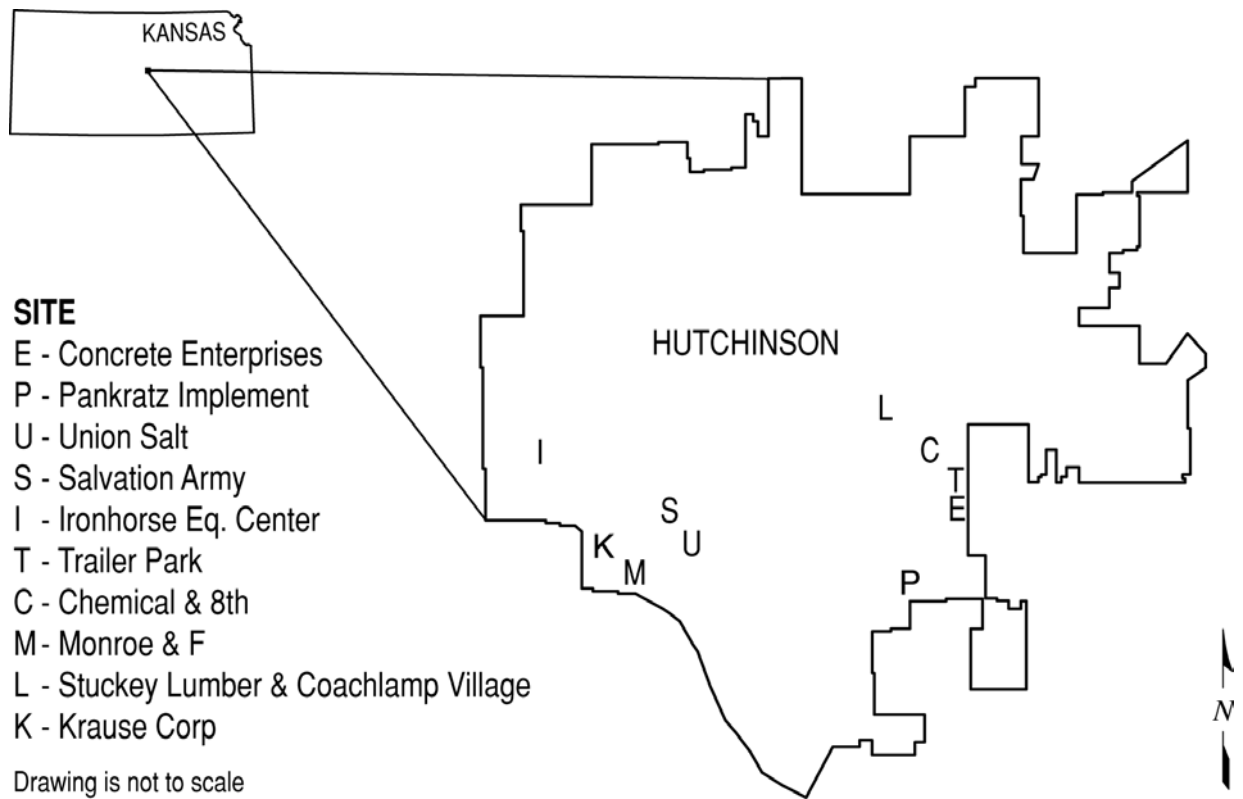 KANSAS
HUTCHINSON
SITE
E - Concrete Enterprises
P - Pankratz Implement
U - Union Salt
S - Salvation Army
I - Ironhorse Eq. Center
T - Trailer Park
C - Chemical & 8th
M - Monroe & F
L - Stuckey Lumber & Coachlamp Village
K - Krause Corp
Drawing is not to scale
L
C
I
T
E
S
K
U
M
P
N